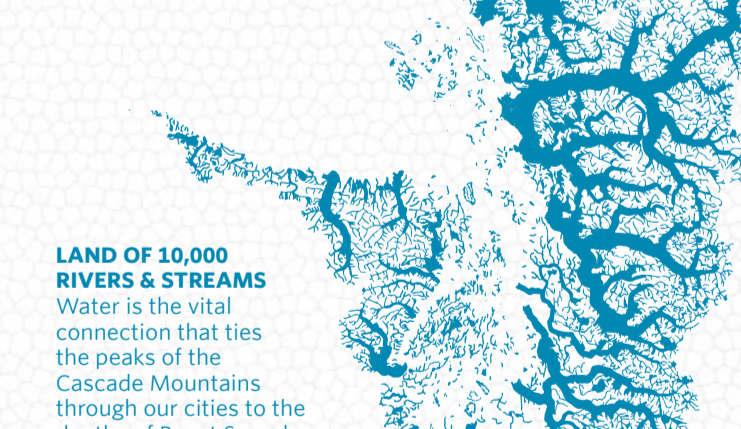 LAND OF 10,000
RIVERS & STREAMS
Water is the vital
connection that ties
the peaks of the
Cascade Mountains
through our cities to the